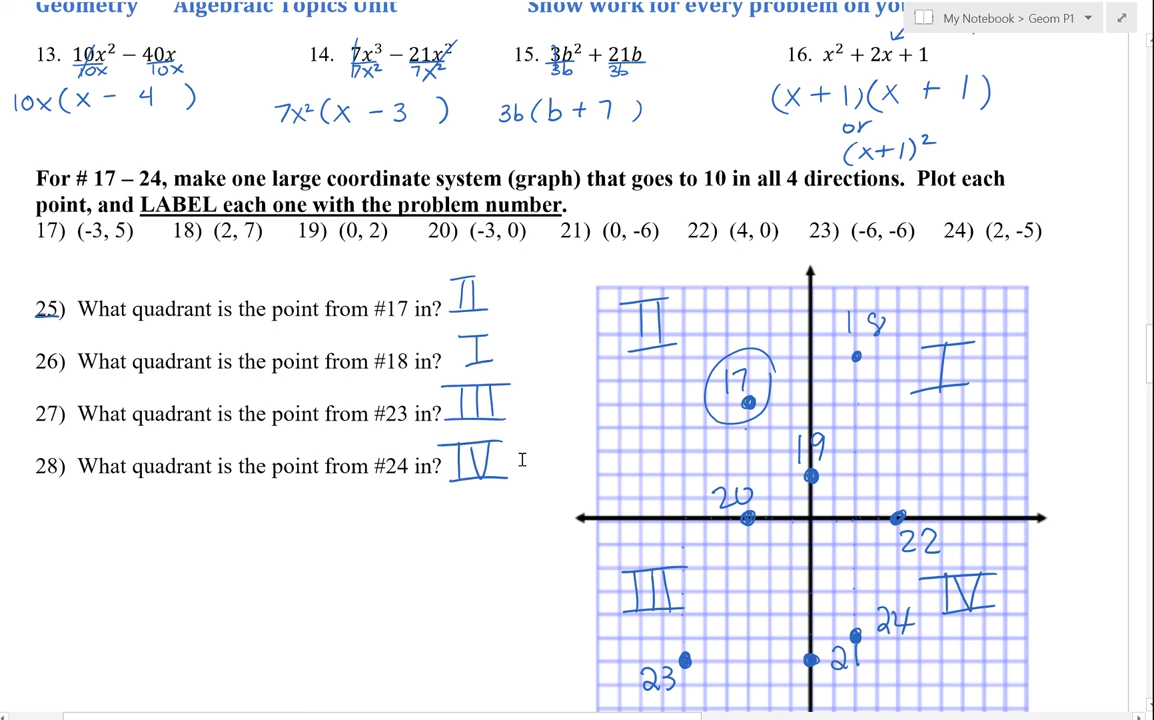 Geometry Algebraic Topics Unit Show work for every problem on
My Notebook > Geom P1
13. 10x² − 40x 14. 7x³ − 21x² 15. 3b² + 21b 16. x² + 2x + 1
10x 10x 7x² 7x² 3b 3b
10x(x − 4 ) 7x²(x − 3 ) 3b(b + 7 ) (x + 1)(x + 1)
or
(x+1)²
For # 17 – 24, make one large coordinate system (graph) that goes to 10 in all 4 directions. Plot each
point, and LABEL each one with the problem number.
17) (-3, 5) 18) (2, 7) 19) (0, 2) 20) (-3, 0) 21) (0, -6) 22) (4, 0) 23) (-6, -6) 24) (2, -5)
25) What quadrant is the point from #17 in? II
26) What quadrant is the point from #18 in? I
27) What quadrant is the point from #23 in? III
28) What quadrant is the point from #24 in? IV
II 18
17 I
19
20
22
III IV
24
21
23